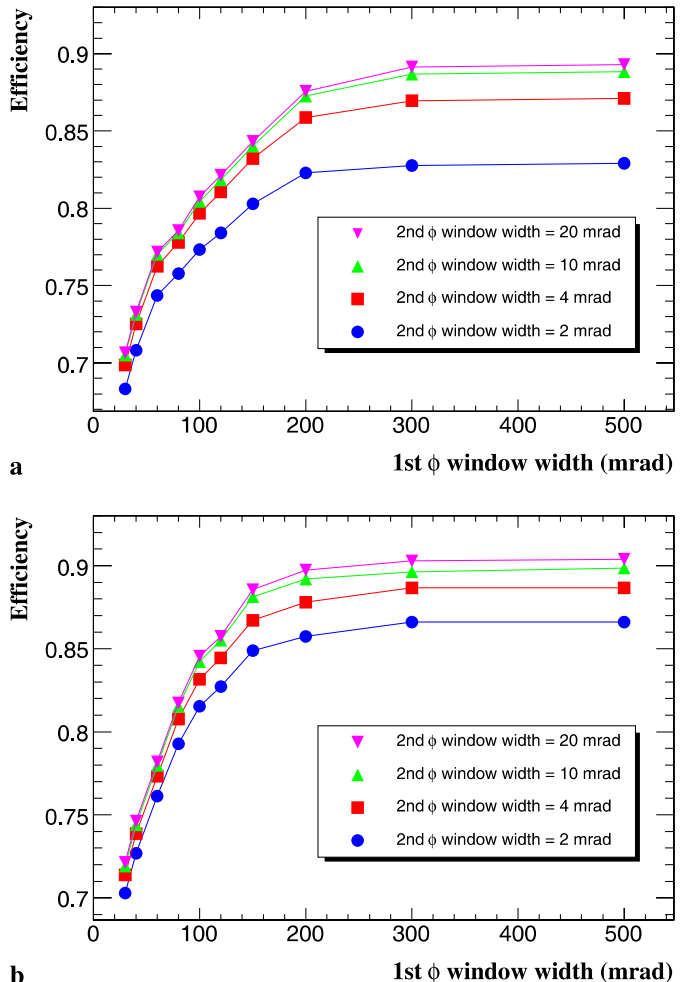 Efficiency
0.9
0.85
0.8
0.75
0.7
2nd ϕ window width = 20 mrad
2nd ϕ window width = 10 mrad
2nd ϕ window width = 4 mrad
2nd ϕ window width = 2 mrad
0 100 200 300 400 500
a
1st ϕ window width (mrad)
Efficiency
0.9
0.85
0.8
0.75
0.7
2nd ϕ window width = 20 mrad
2nd ϕ window width = 10 mrad
2nd ϕ window width = 4 mrad
2nd ϕ window width = 2 mrad
0 100 200 300 400 500
b
1st ϕ window width (mrad)